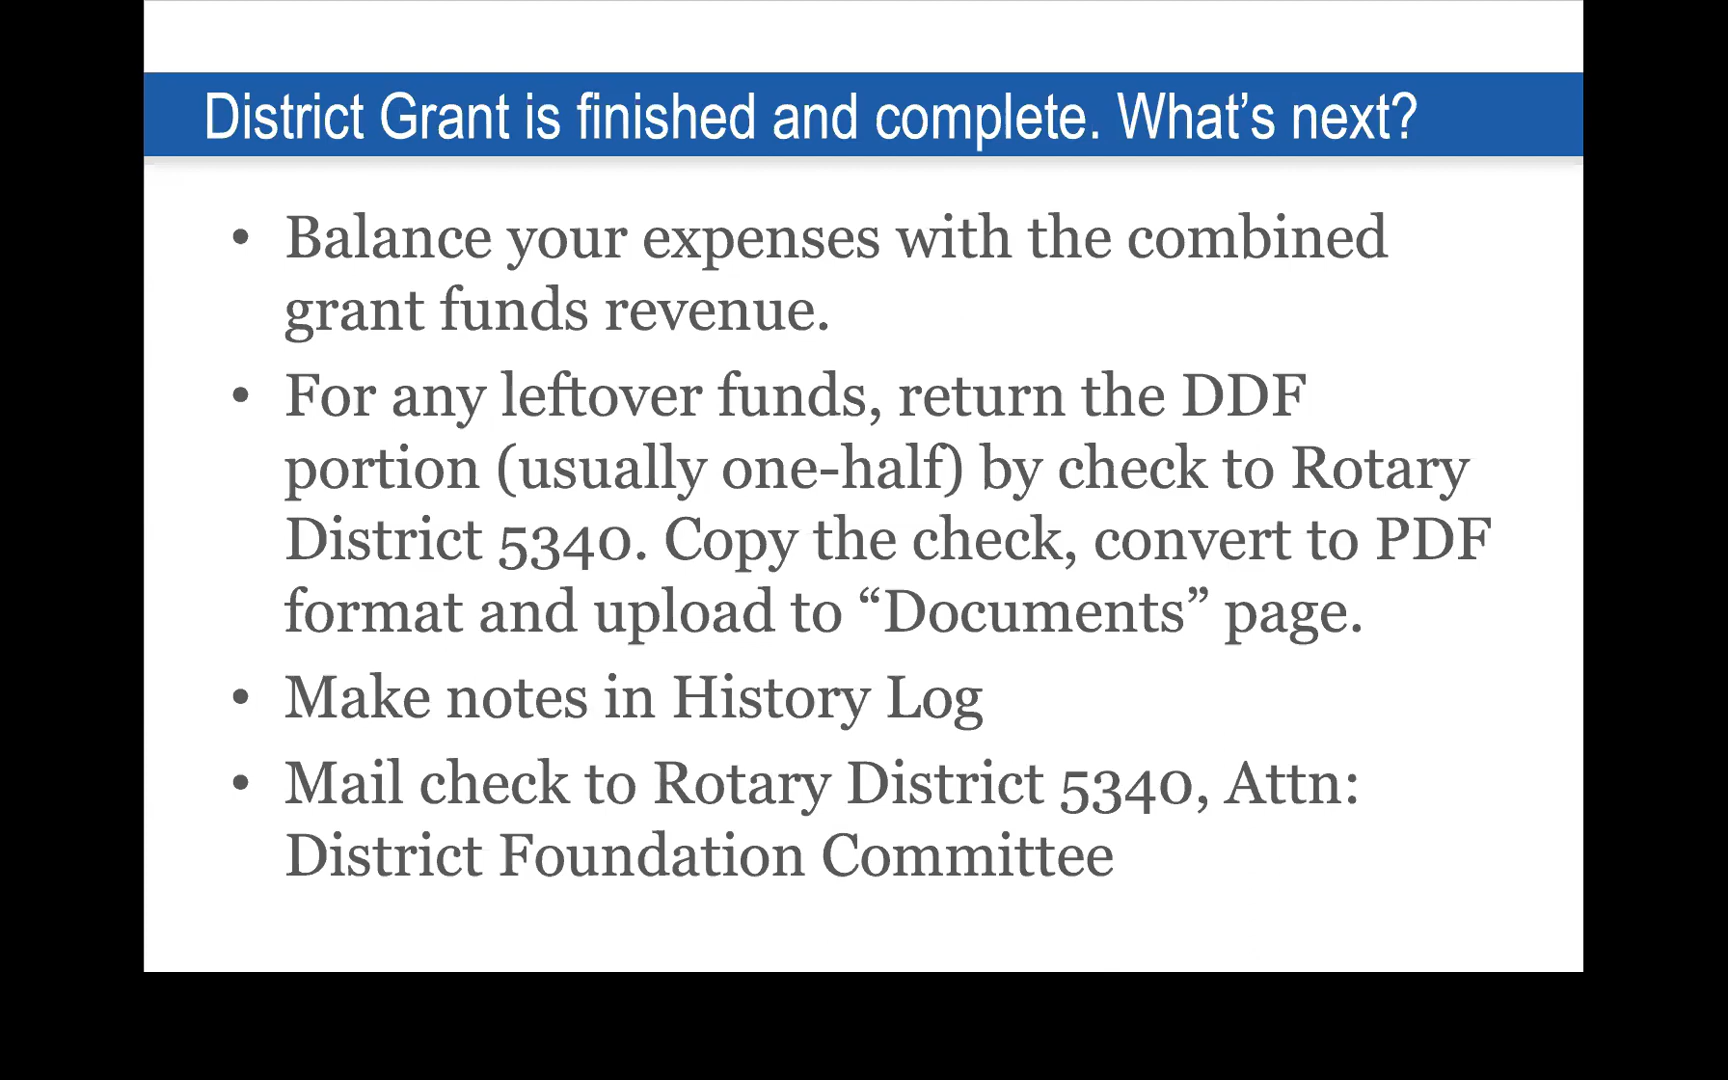 District Grant is finished and complete. What’s next?
• Balance your expenses with the combined
grant funds revenue.
• For any leftover funds, return the DDF
portion (usually one-half) by check to Rotary
District 5340. Copy the check, convert to PDF
format and upload to “Documents” page.
• Make notes in History Log
• Mail check to Rotary District 5340, Attn:
District Foundation Committee